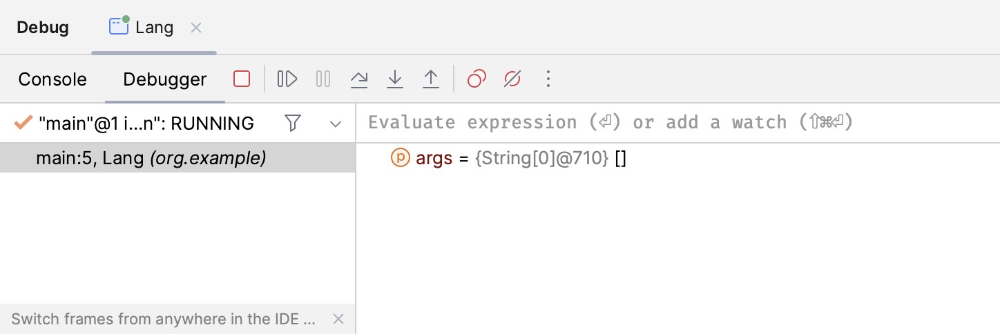 Debug Lang
Console Debugger
"main"@1 i...n": RUNNING
Evaluate expression (⏎) or add a watch (⇧⌘⏎)
main:5, Lang (org.example)
p args = {String[0]@710} []
Switch frames from anywhere in the IDE ...